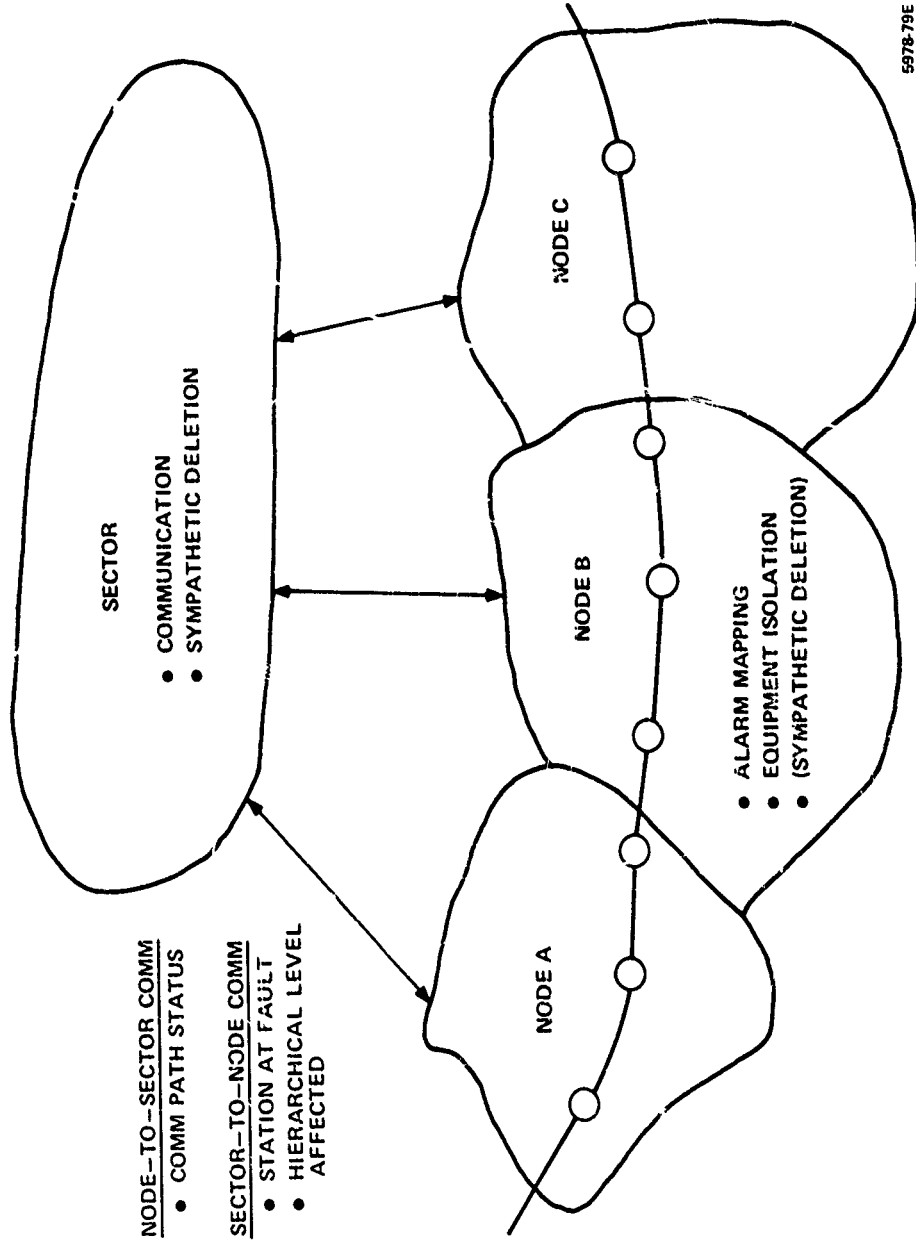 NODE–TO–SECTOR COMM
● COMM PATH STATUS
SECTOR–TO–NODE COMM
● STATION AT FAULT
● HIERARCHICAL LEVEL
AFFECTED
SECTOR
● COMMUNICATION
● SYMPATHETIC DELETION
NODE A
NODE B
NODE C
● ALARM MAPPING
● EQUIPMENT ISOLATION
● (SYMPATHETIC DELETION)
5978-79E